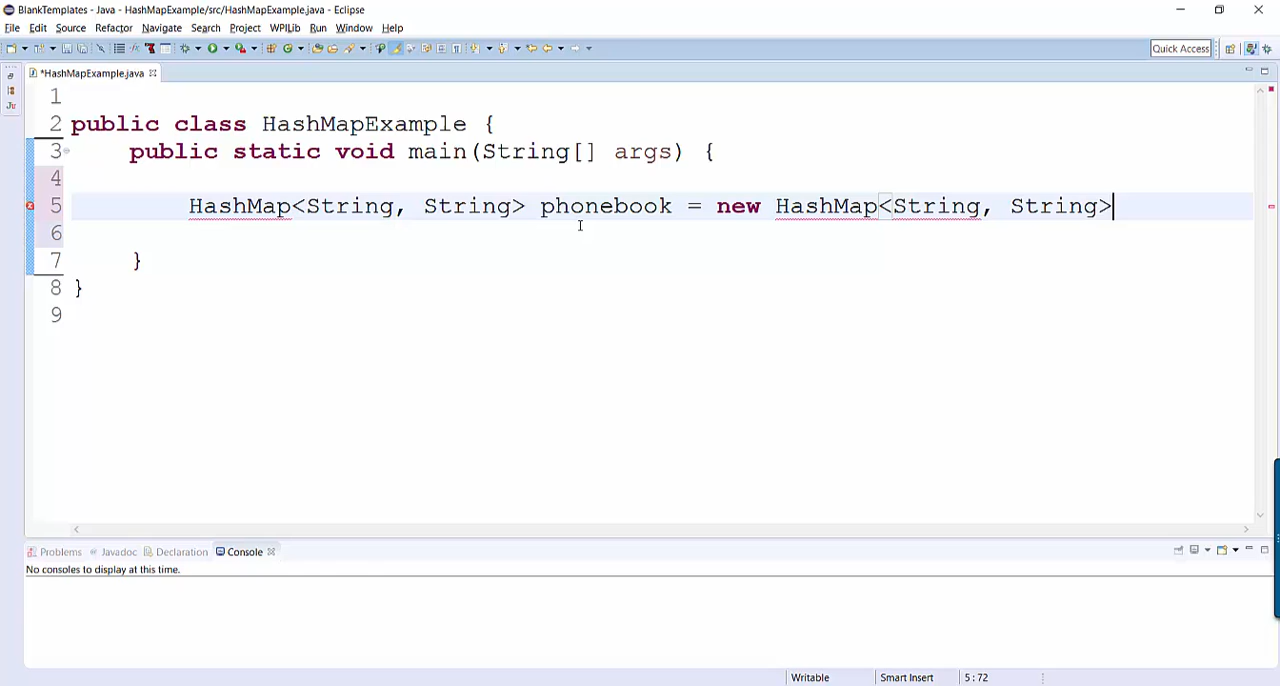 BlankTemplates - Java - HashMapExample/src/HashMapExample.java - Eclipse
File Edit Source Refactor Navigate Search Project WPILib Run Window Help
Quick Access
*HashMapExample.java
1
2 public class HashMapExample {
3 public static void main(String[] args) {
4
5 HashMap<String, String> phonebook = new HashMap<String, String>
6
7 }
8 }
9
Problems Javadoc Declaration Console
No consoles to display at this time.
Writable Smart Insert 5:72